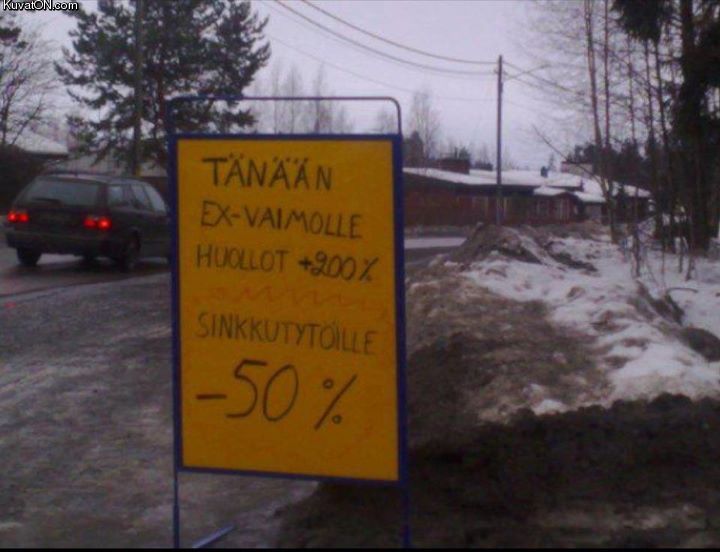 KuvatON.com
TÄNÄÄN
EX-VAIMOLLE
HUOLLOT +200%
SINKKUTYTÖILLE
-50%